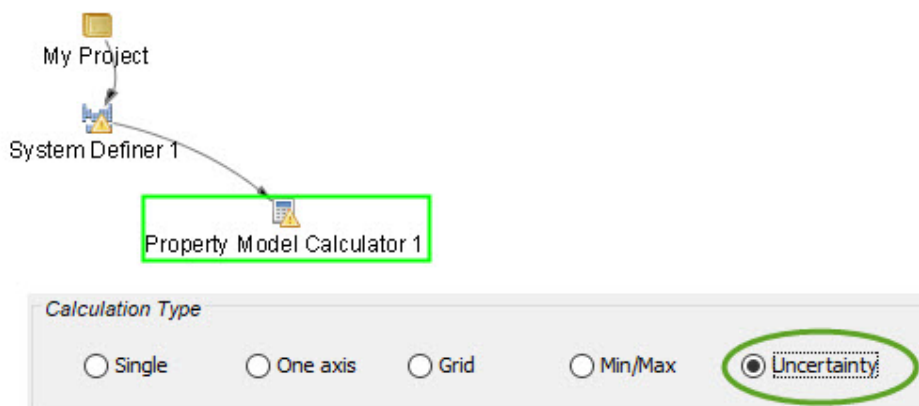 My Project
System Definer 1
Property Model Calculator 1
Calculation Type
Single One axis Grid Min/Max Uncertainty